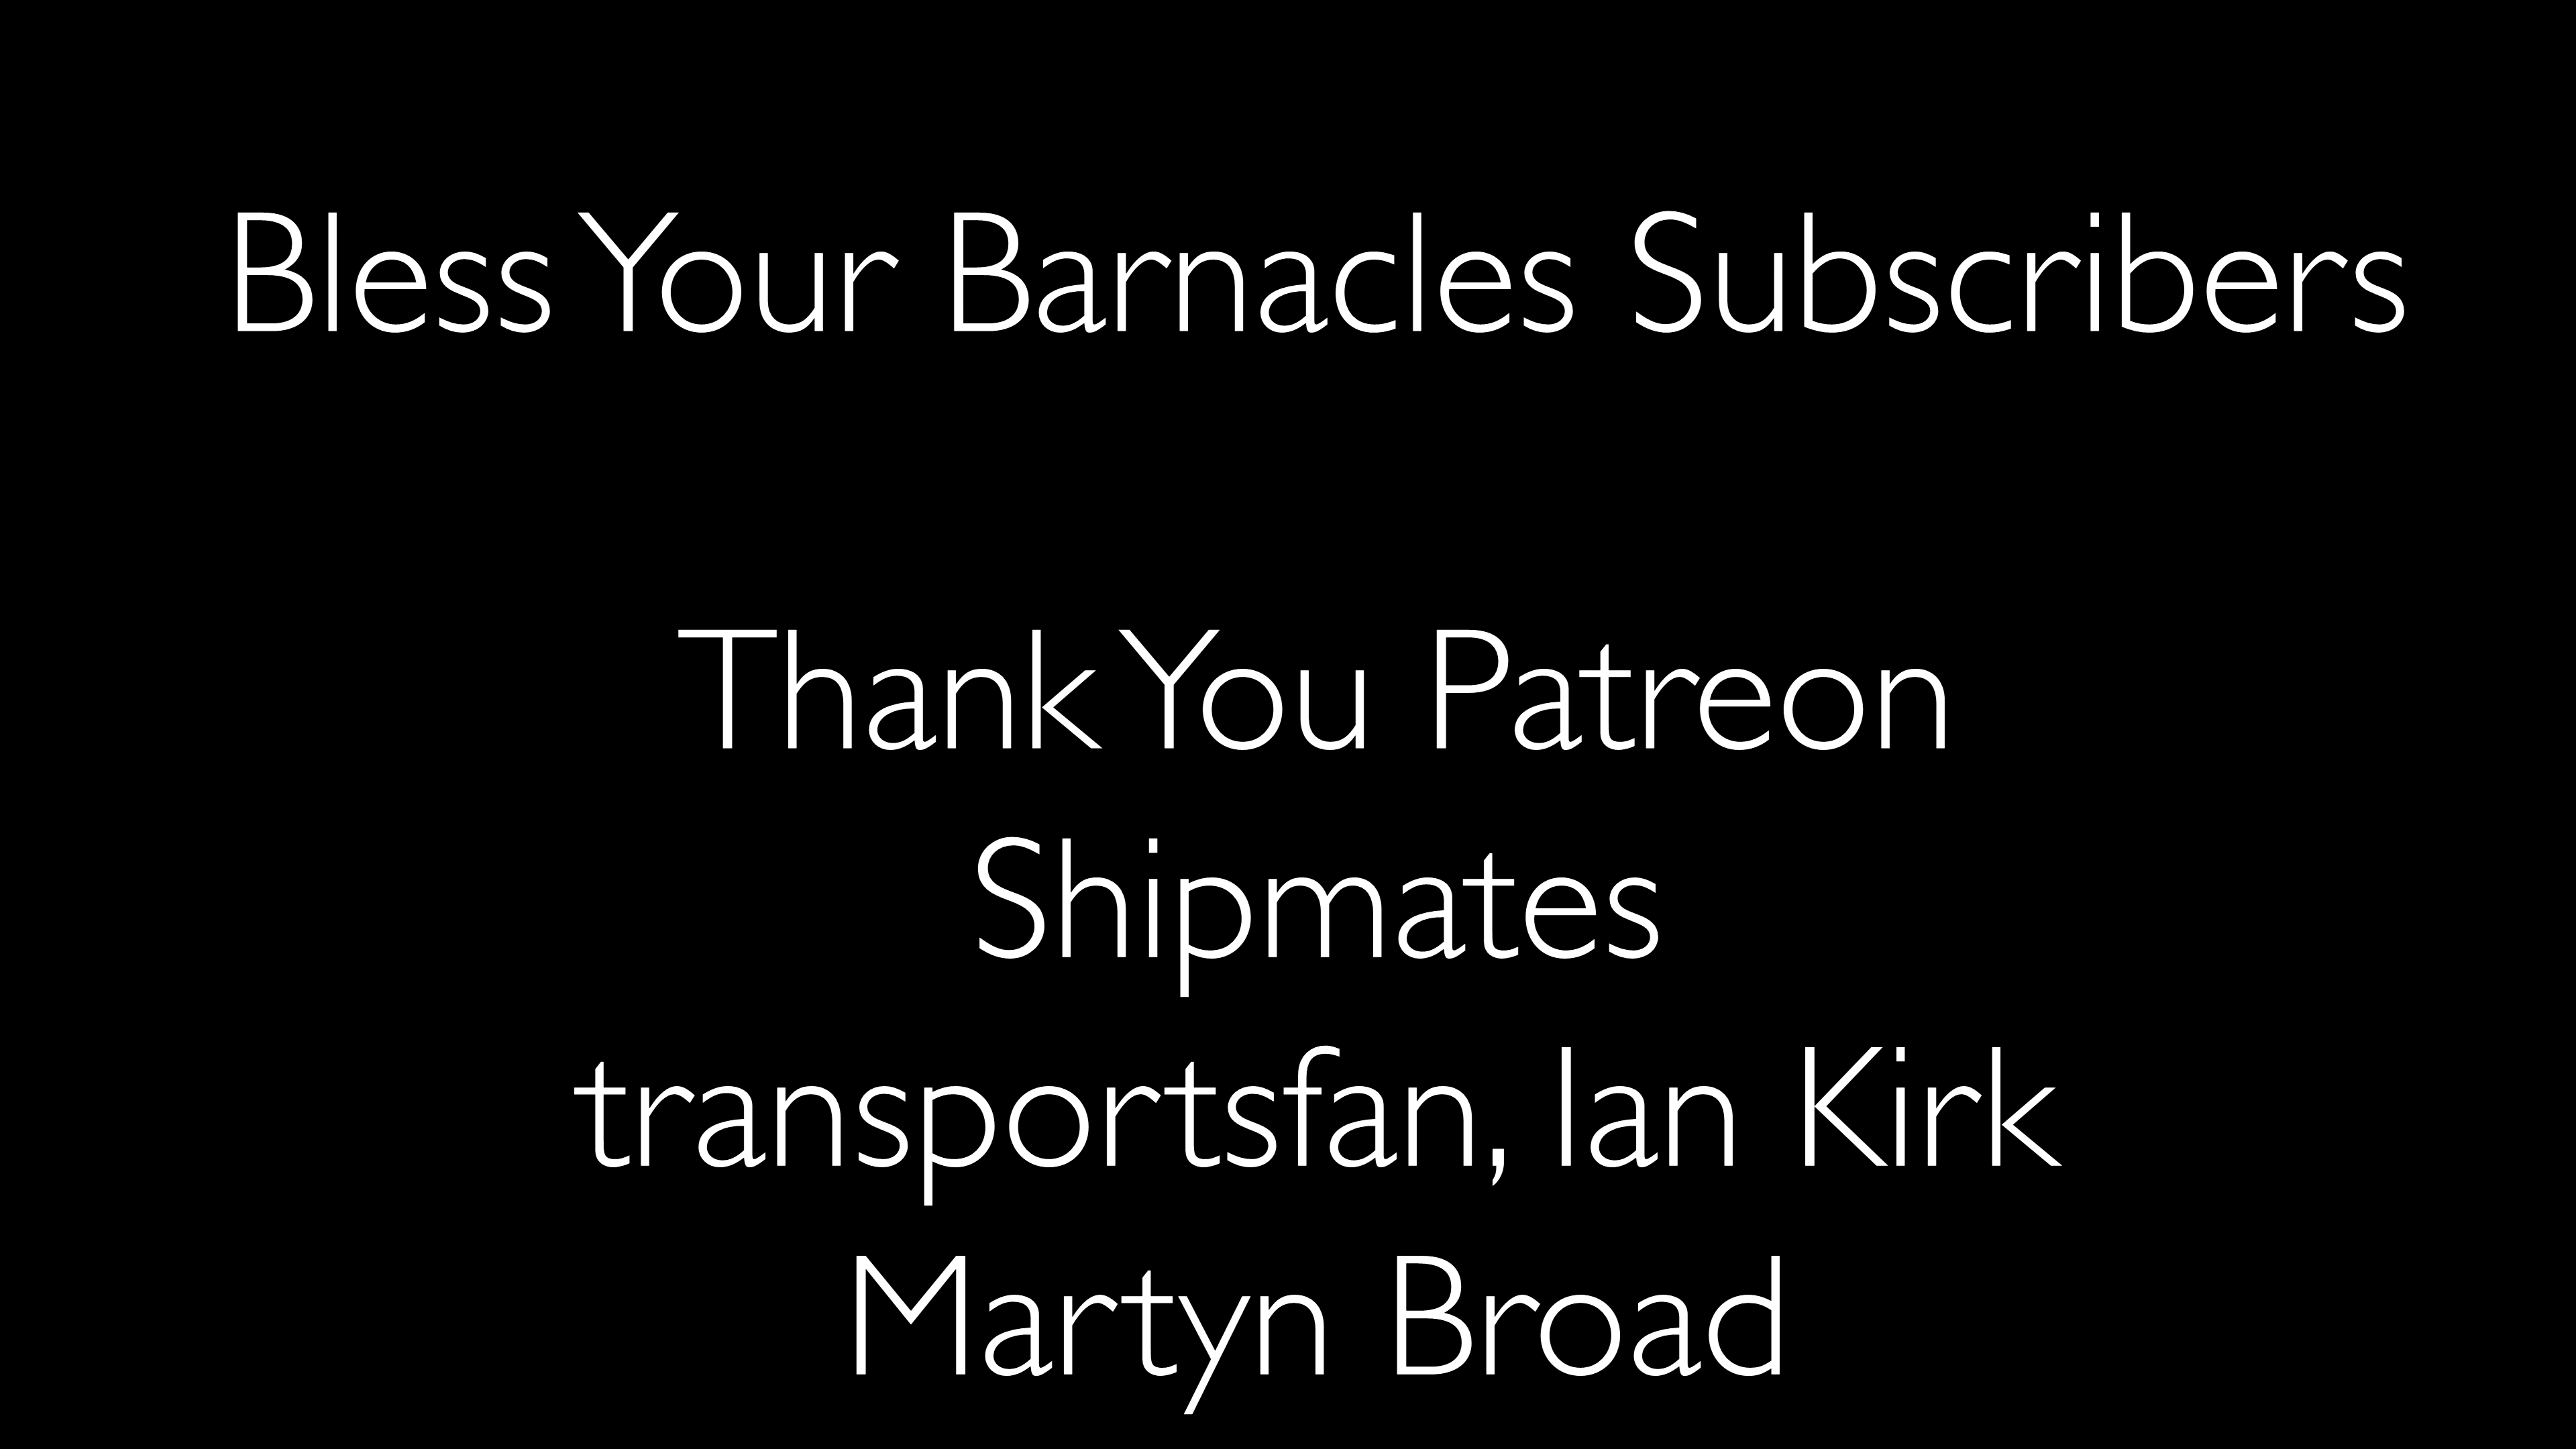 Bless Your Barnacles Subscribers
Thank You Patreon
Shipmates
transportsfan, Ian Kirk
Martyn Broad